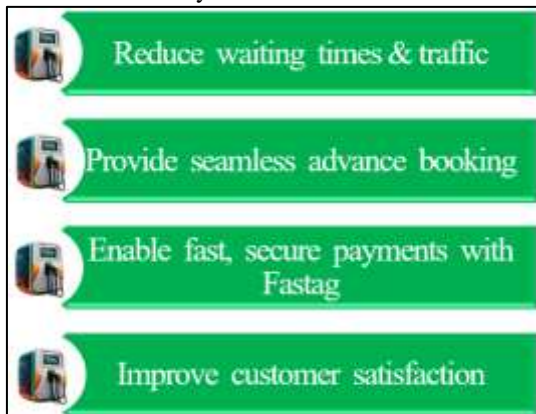 Reduce waiting times & traffic
Provide seamless advance booking
Enable fast, secure payments with
Fastag
Improve customer satisfaction